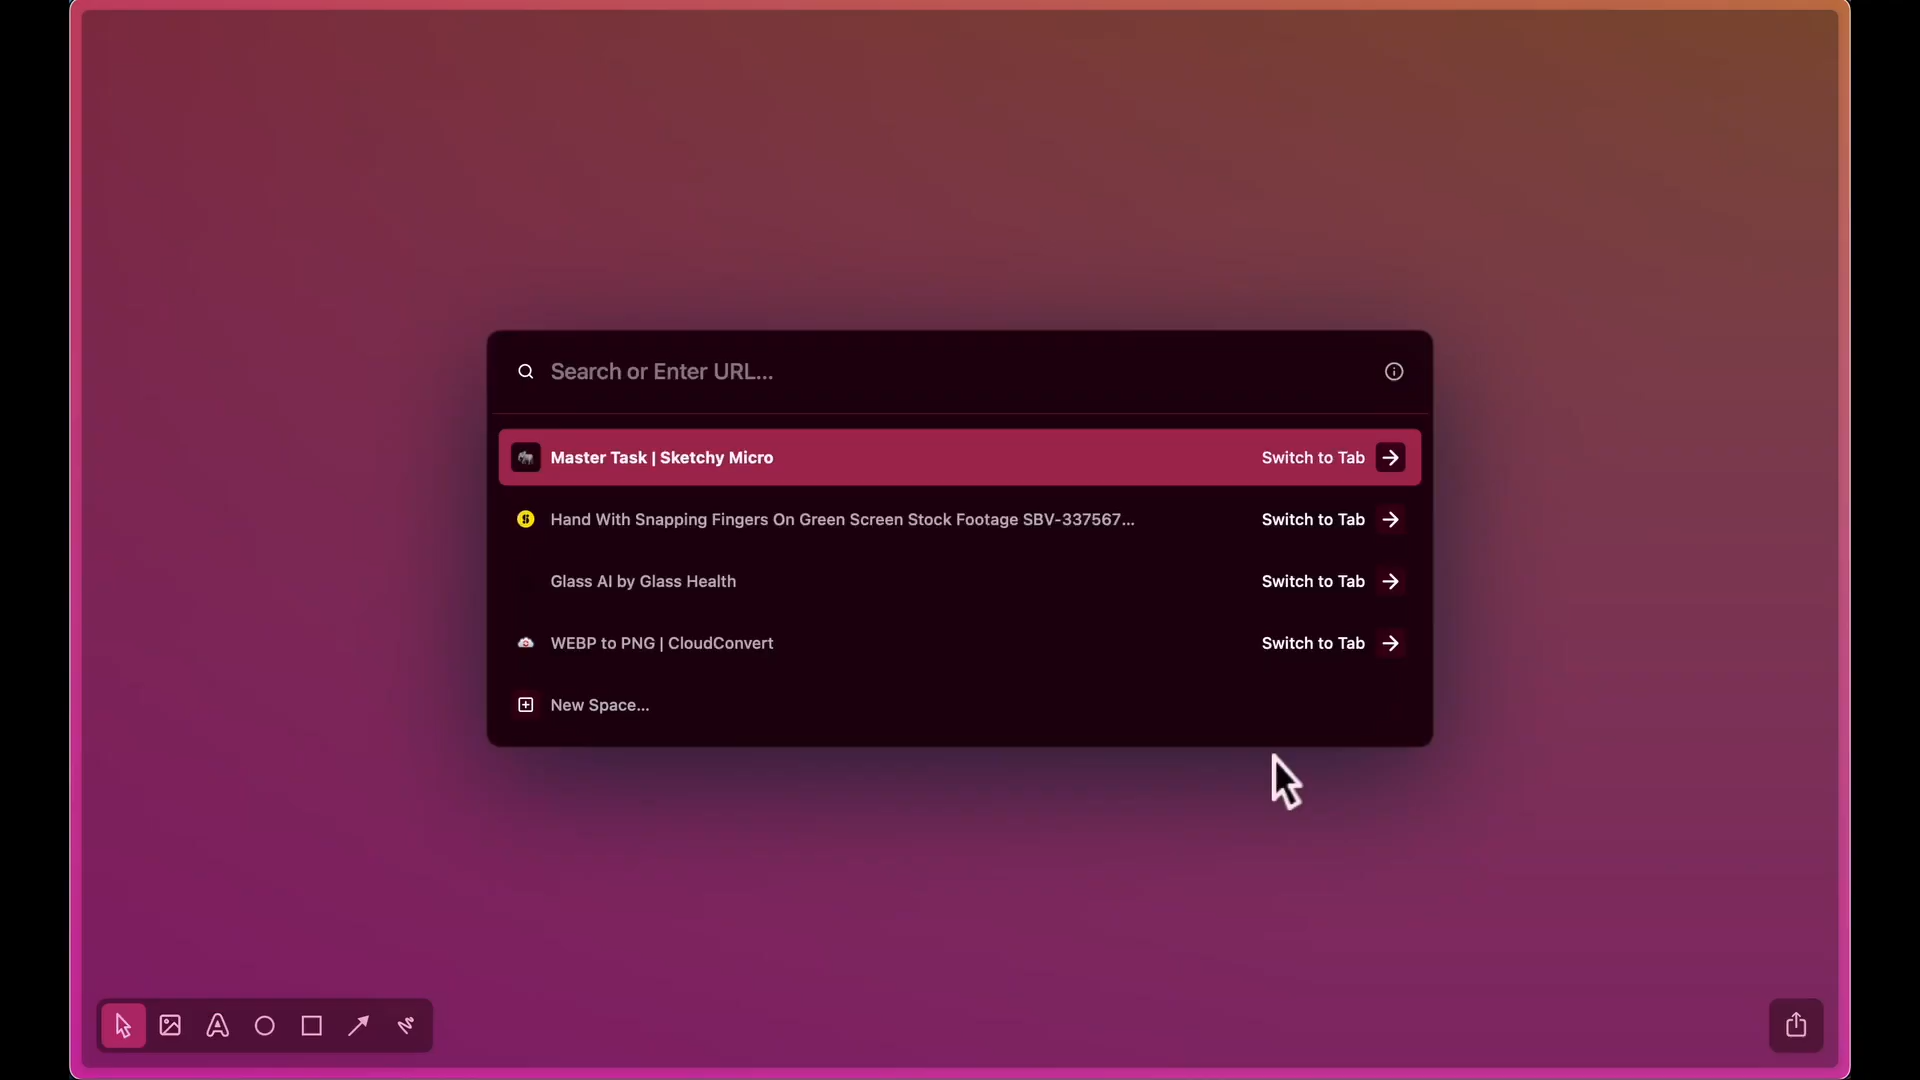 Search or Enter URL...
Master Task | Sketchy Micro Switch to Tab
Hand With Snapping Fingers On Green Screen Stock Footage SBV-337567... Switch to Tab
Glass AI by Glass Health Switch to Tab
WEBP to PNG | CloudConvert Switch to Tab
New Space...